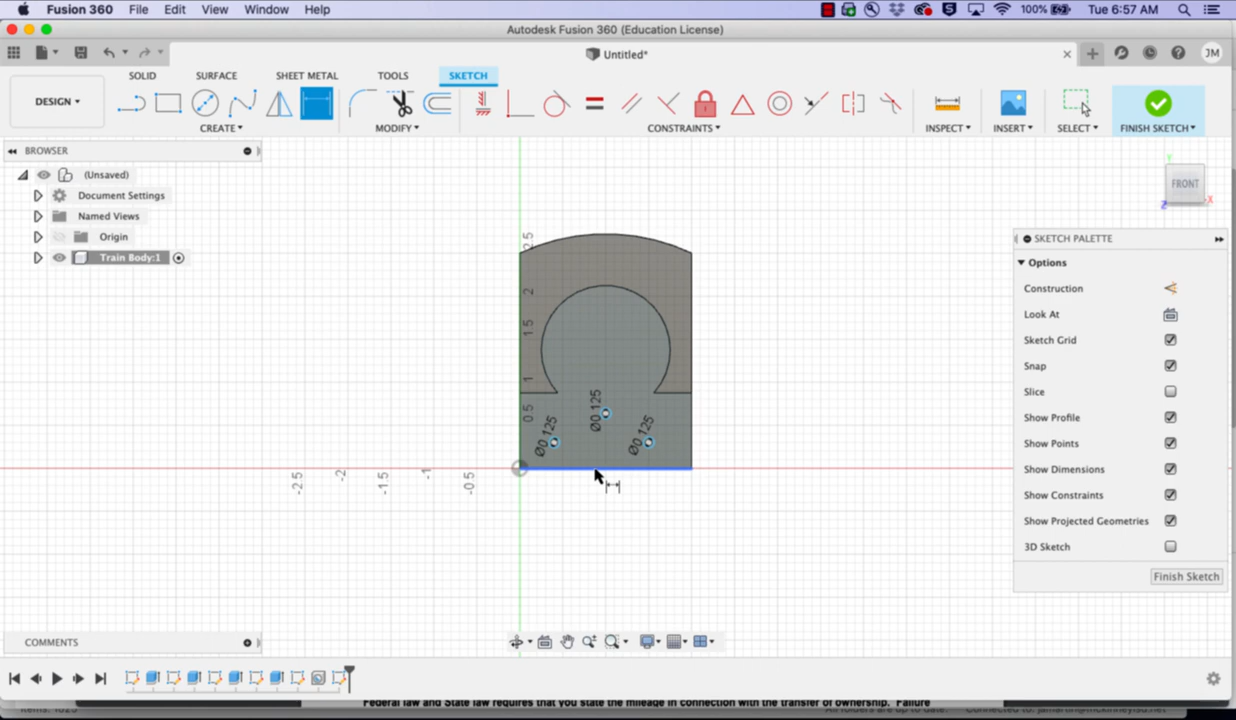 Fusion 360 File Edit View Window Help 100% Tue 6:57 AM
Autodesk Fusion 360 (Education License)
Untitled*
JM
SOLID SURFACE SHEET METAL TOOLS SKETCH
DESIGN
CREATE MODIFY CONSTRAINTS INSPECT INSERT SELECT FINISH SKETCH
BROWSER
(Unsaved)
Document Settings
Named Views
Origin
Train Body:1
FRONT
Y
X
Z
SKETCH PALETTE
Options
Construction
Look At
Sketch Grid
Snap
Slice
Show Profile
Show Points
Show Dimensions
Show Constraints
Show Projected Geometries
3D Sketch
Finish Sketch
2.5
2
1.5
1
0.5
Ø0.125
Ø0.125
Ø0.125
-2.5 -2 -1.5 -1 -0.5
COMMENTS
Federal law and State law requires that you state the mileage in connection with the transfer of ownership. Failure